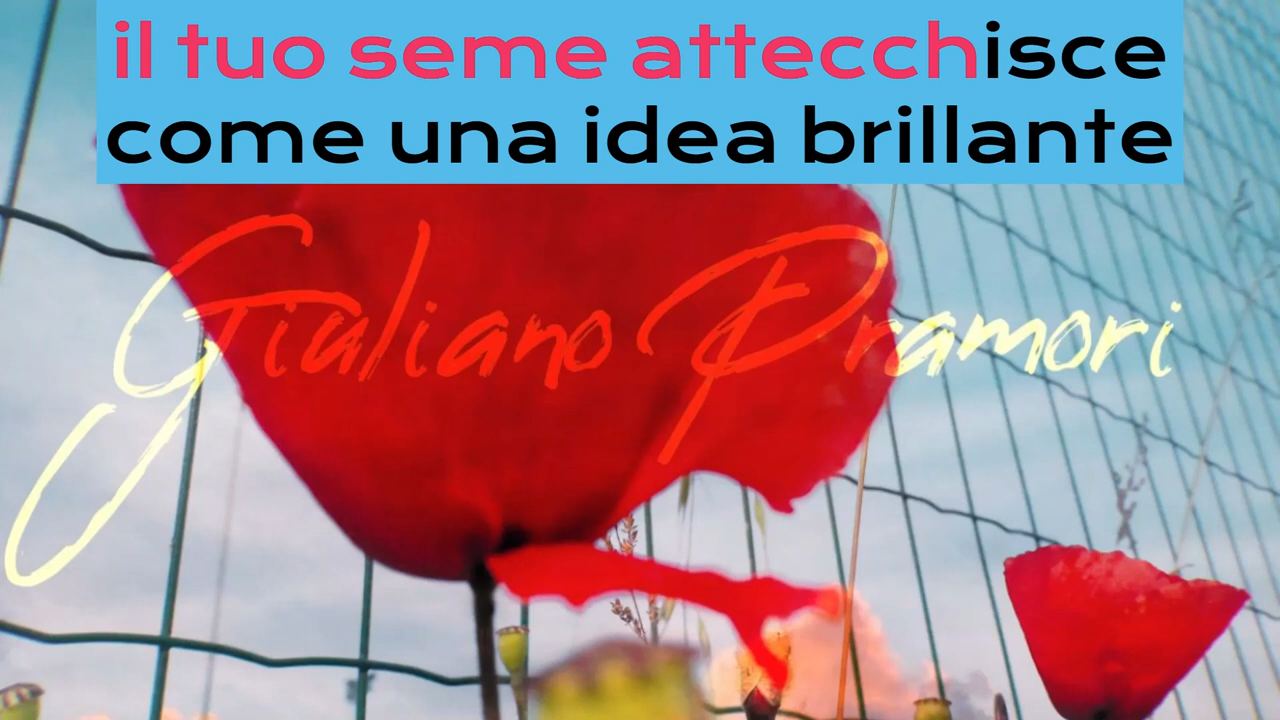 il tuo seme attecchisce
come una idea brillante
Giuliano Pramori